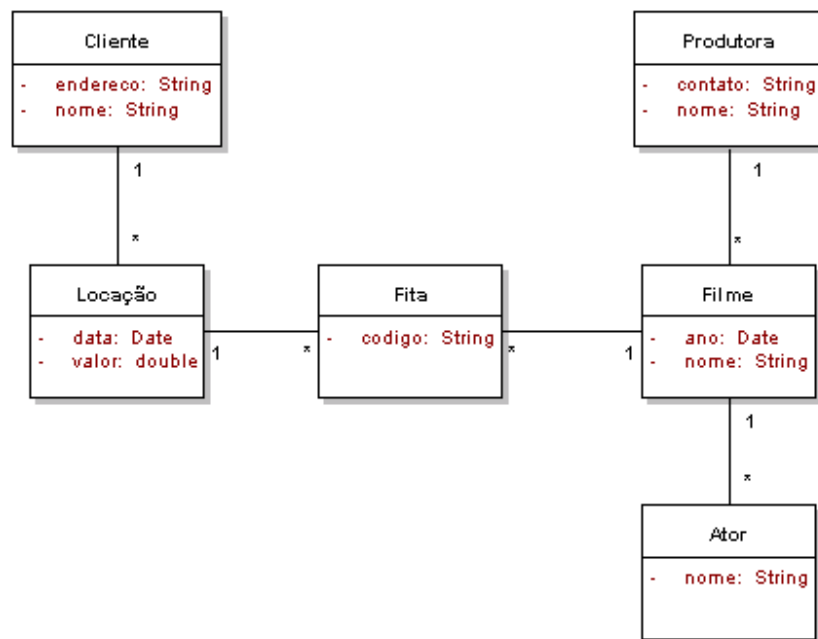 Cliente
- endereco: String
- nome: String
Produtora
- contato: String
- nome: String
1
*
1
*
Locação
- data: Date
- valor: double
1
*
Fita
- codigo: String
*
1
Filme
- ano: Date
- nome: String
1
*
Ator
- nome: String